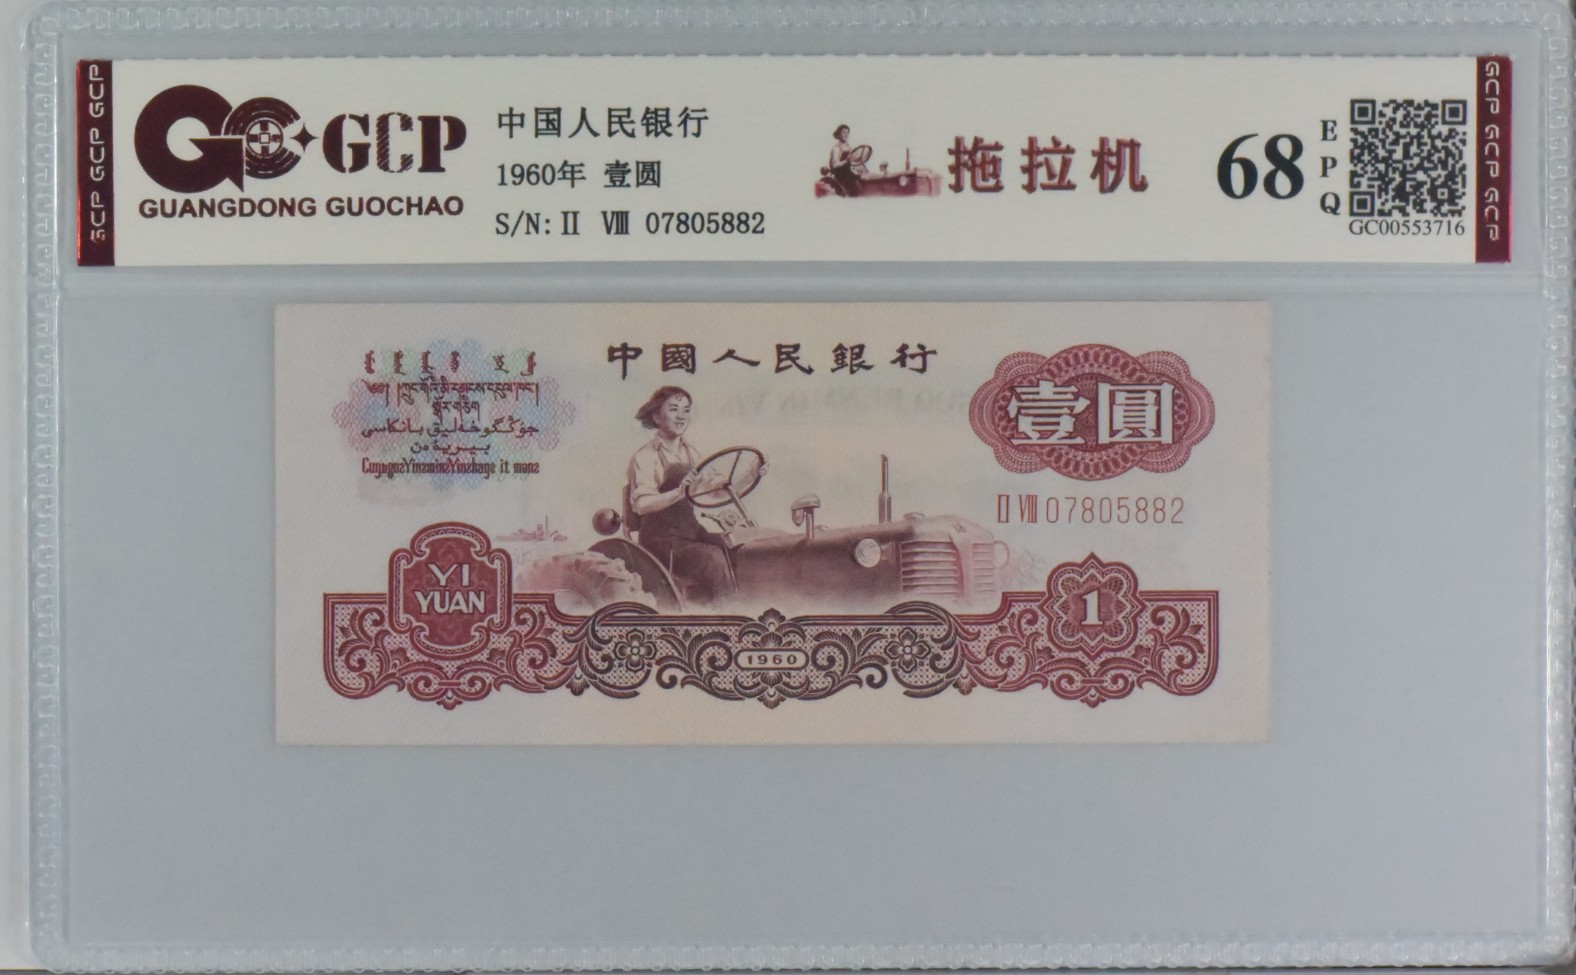 GCP GCP GCP
GCP
GUANGDONG GUOCHAO
中国人民银行
1960年 壹圆
S/N: II VIII 07805882
拖拉机
68
EPQ
GC00553716
GCP GCP GCP
中國人民銀行
壹圓
II VIII 07805882
YI
YUAN
1
1960